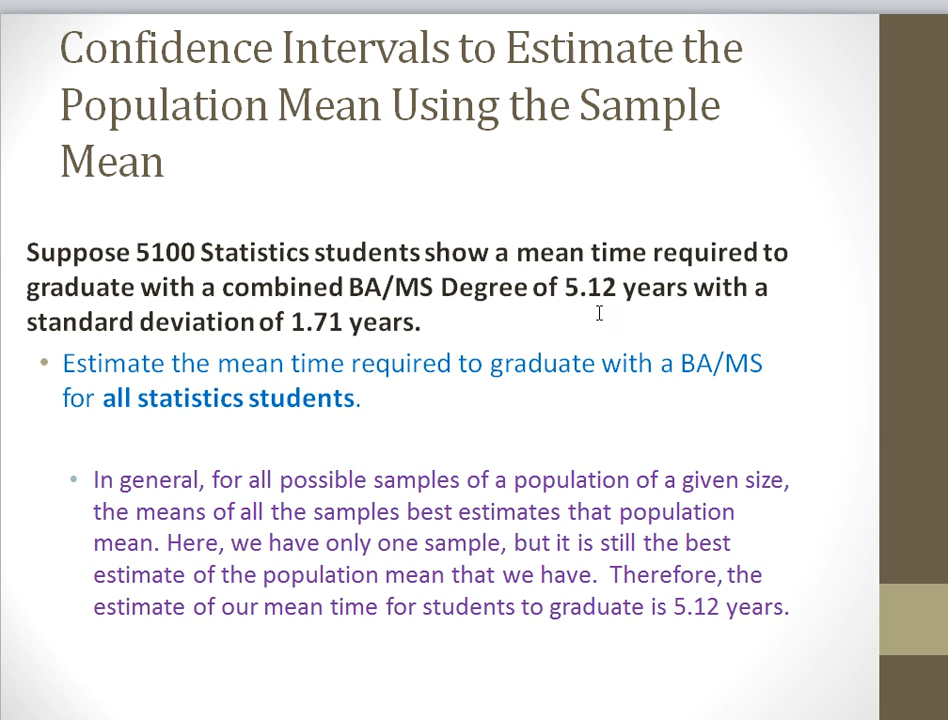 Confidence Intervals to Estimate the
Population Mean Using the Sample
Mean
Suppose 5100 Statistics students show a mean time required to
graduate with a combined BA/MS Degree of 5.12 years with a
standard deviation of 1.71 years.
• Estimate the mean time required to graduate with a BA/MS
for all statistics students.
• In general, for all possible samples of a population of a given size,
the means of all the samples best estimates that population
mean. Here, we have only one sample, but it is still the best
estimate of the population mean that we have. Therefore, the
estimate of our mean time for students to graduate is 5.12 years.